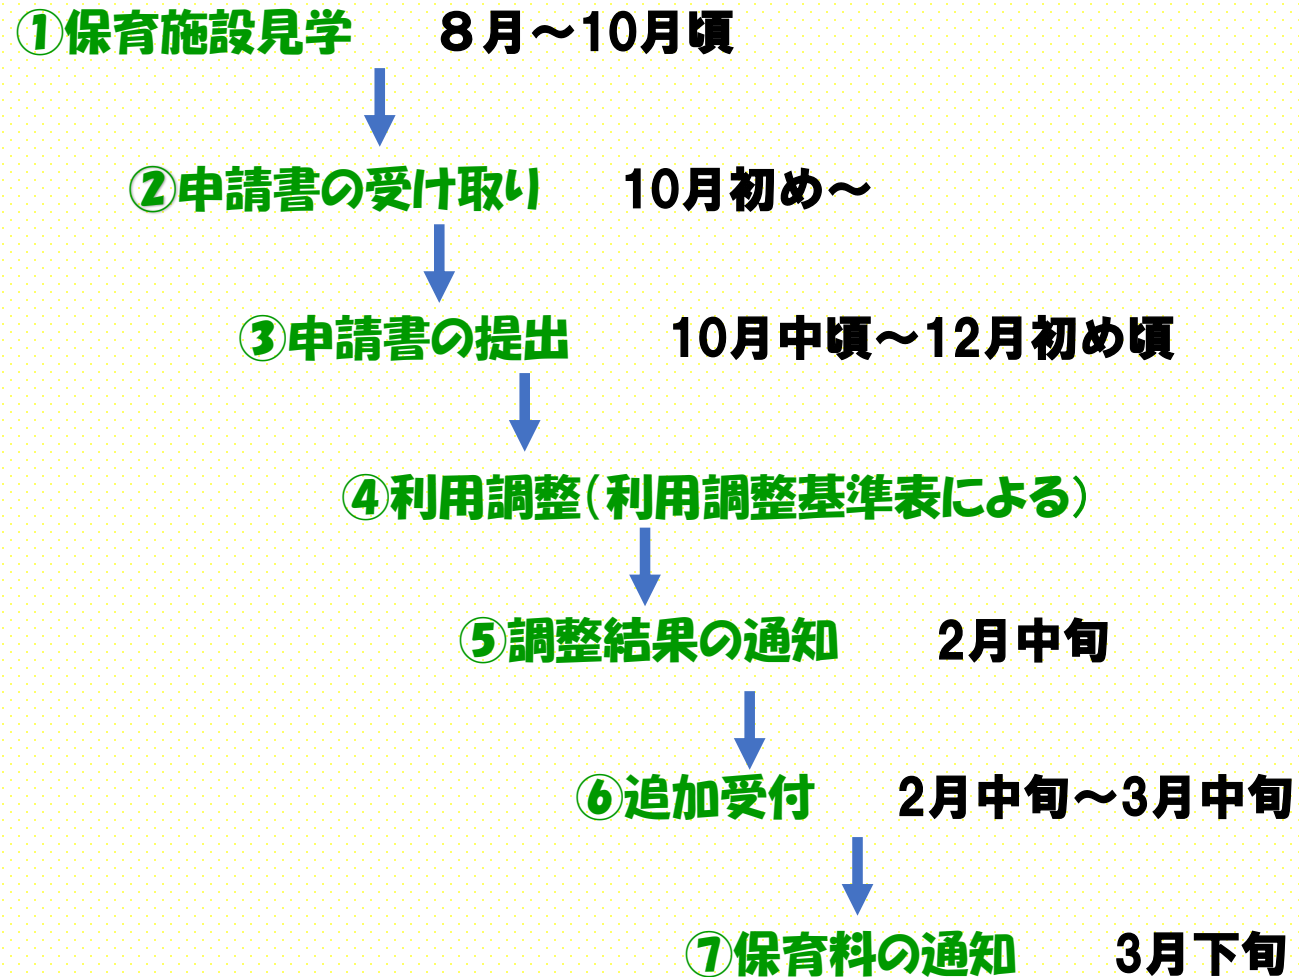 ①保育施設見学 8月～10月頃
②申請書の受け取り 10月初め～
③申請書の提出 10月中頃～12月初め頃
④利用調整(利用調整基準表による)
⑤調整結果の通知 2月中旬
⑥追加受付 2月中旬～3月中旬
⑦保育料の通知 3月下旬